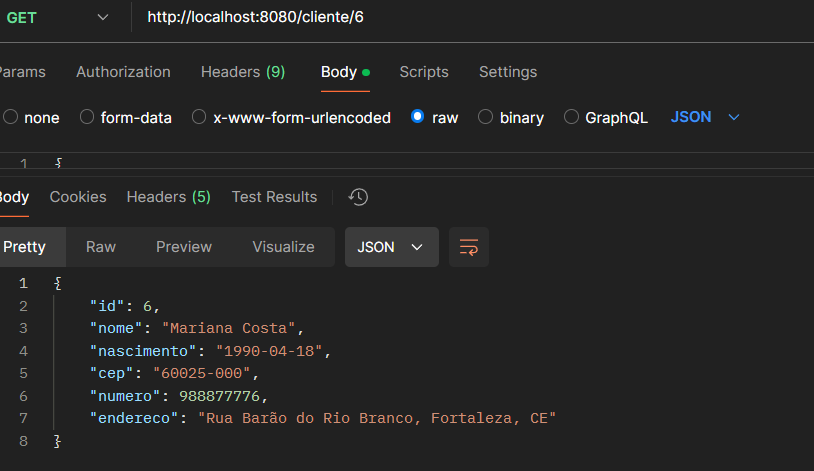 GET http://localhost:8080/cliente/6
Params Authorization Headers (9) Body Scripts Settings
none form-data x-www-form-urlencoded raw binary GraphQL JSON
1 {
Body Cookies Headers (5) Test Results
Pretty Raw Preview Visualize JSON
1 {
2 "id": 6,
3 "nome": "Mariana Costa",
4 "nascimento": "1990-04-18",
5 "cep": "60025-000",
6 "numero": 988877776,
7 "endereco": "Rua Barão do Rio Branco, Fortaleza, CE"
8 }